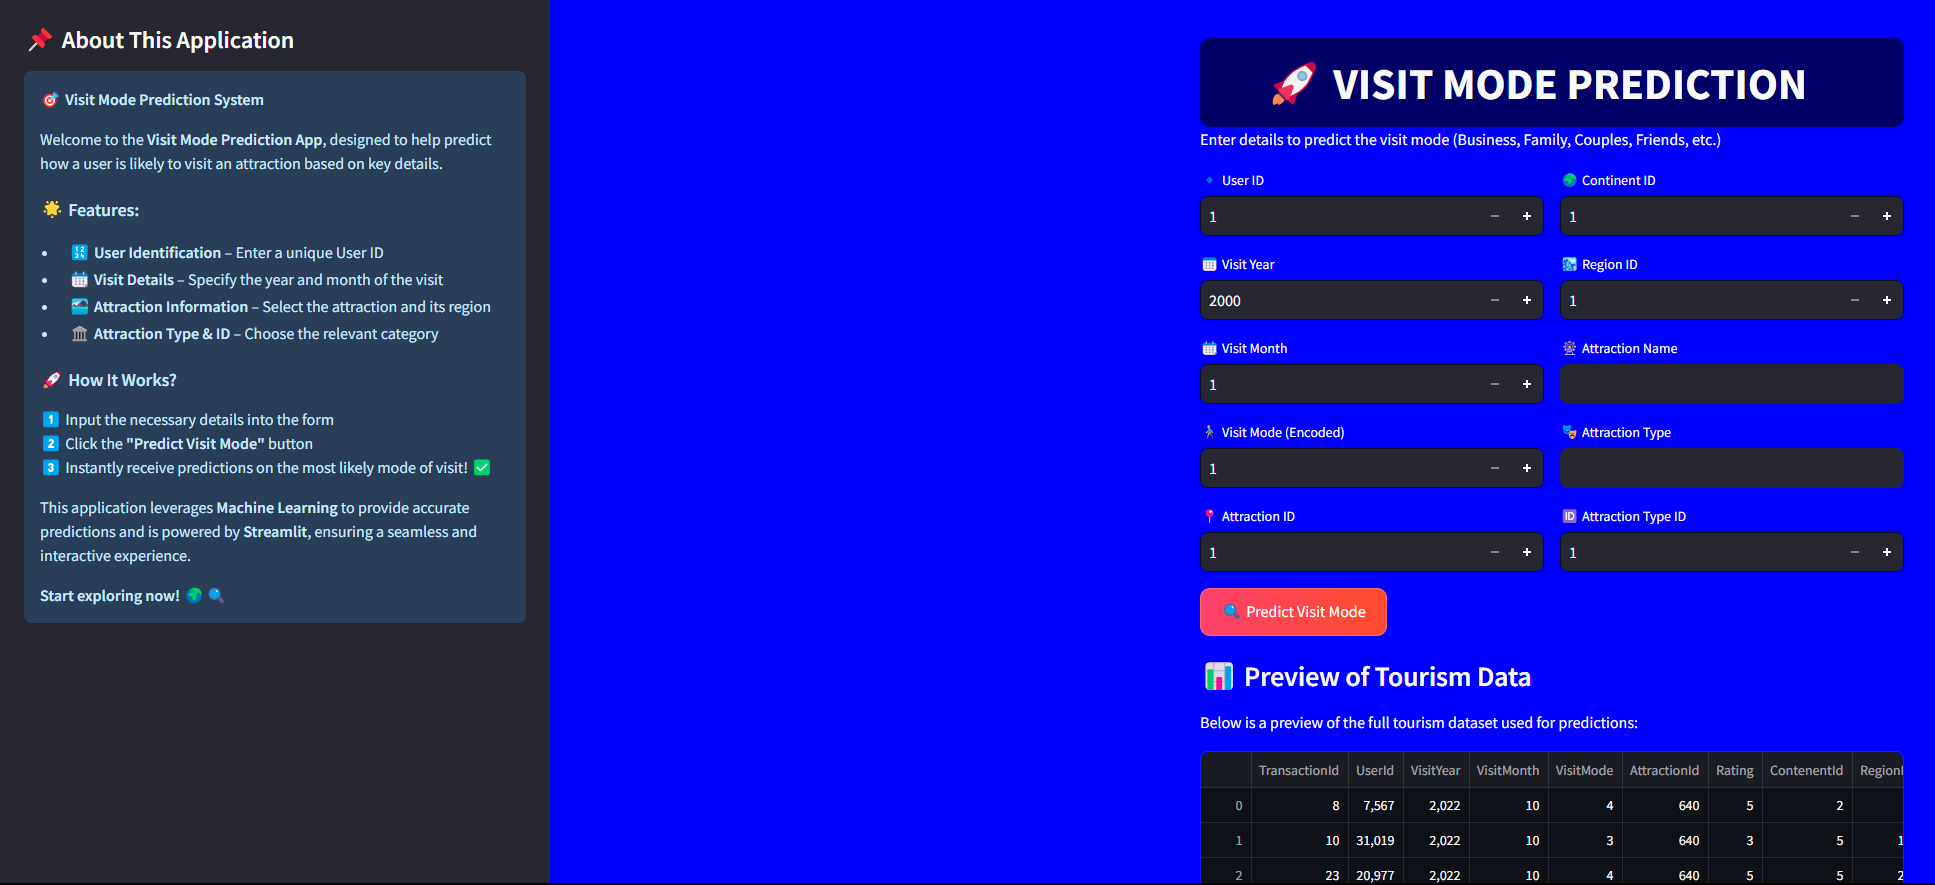 About This Application
Visit Mode Prediction System
Welcome to the Visit Mode Prediction App, designed to help predict
how a user is likely to visit an attraction based on key details.
Features:
User Identification – Enter a unique User ID
Visit Details – Specify the year and month of the visit
Attraction Information – Select the attraction and its region
Attraction Type & ID – Choose the relevant category
How It Works?
1 Input the necessary details into the form
2 Click the "Predict Visit Mode" button
3 Instantly receive predictions on the most likely mode of visit!
This application leverages Machine Learning to provide accurate
predictions and is powered by Streamlit, ensuring a seamless and
interactive experience.
Start exploring now!
VISIT MODE PREDICTION
Enter details to predict the visit mode (Business, Family, Couples, Friends, etc.)
User ID
1
Continent ID
1
Visit Year
2000
Region ID
1
Visit Month
1
Attraction Name
Visit Mode (Encoded)
1
Attraction Type
Attraction ID
1
Attraction Type ID
1
Predict Visit Mode
Preview of Tourism Data
Below is a preview of the full tourism dataset used for predictions:
TransactionId UserId VisitYear VisitMonth VisitMode AttractionId Rating ContenentId RegionI
0 8 7,567 2,022 10 4 640 5 2
1 10 31,019 2,022 10 3 640 3 5 1
2 23 20,977 2,022 10 4 640 5 5 2